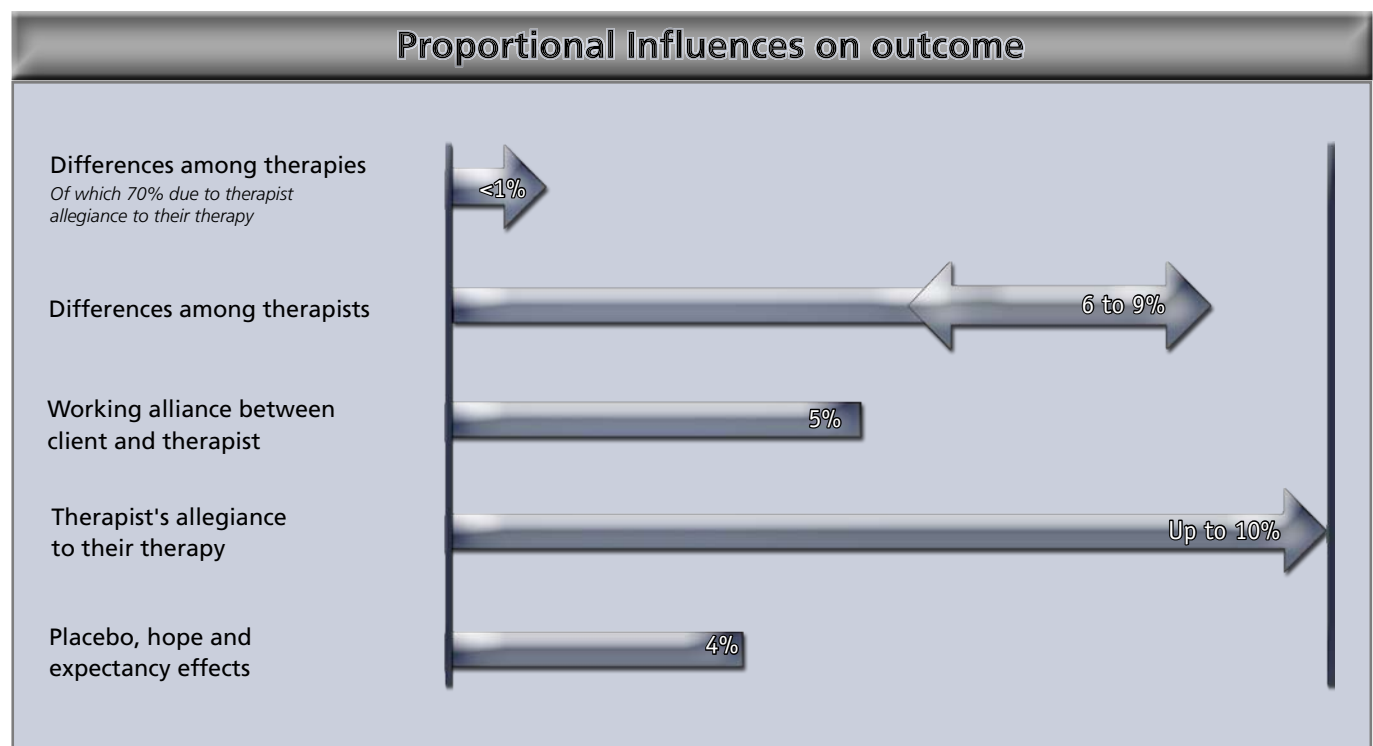 Proportional Influences on outcome
Differences among therapies
Of which 70% due to therapist
allegiance to their therapy
<1%
Differences among therapists
6 to 9%
Working alliance between
client and therapist
5%
Therapist's allegiance
to their therapy
Up to 10%
Placebo, hope and
expectancy effects
4%